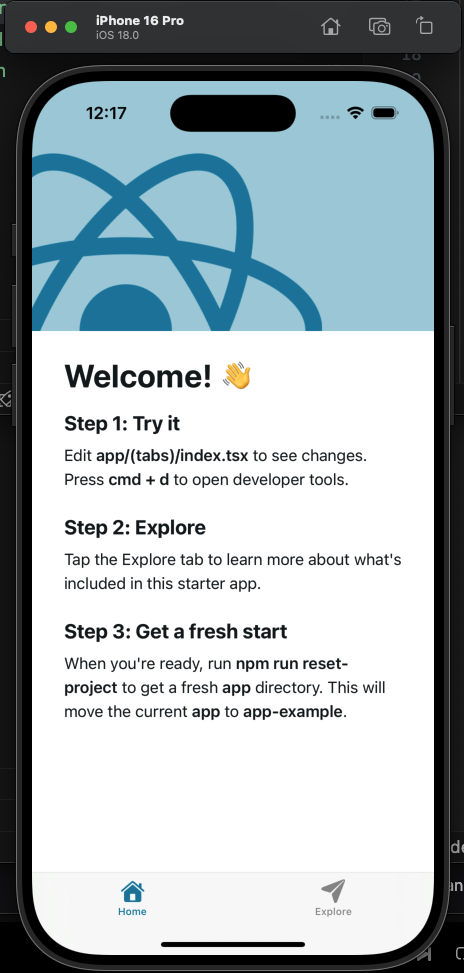 iPhone 16 Pro
iOS 18.0
12:17
Welcome! 👋
Step 1: Try it
Edit app/(tabs)/index.tsx to see changes.
Press cmd + d to open developer tools.
Step 2: Explore
Tap the Explore tab to learn more about what's
included in this starter app.
Step 3: Get a fresh start
When you're ready, run npm run reset-
project to get a fresh app directory. This will
move the current app to app-example.
Home
Explore